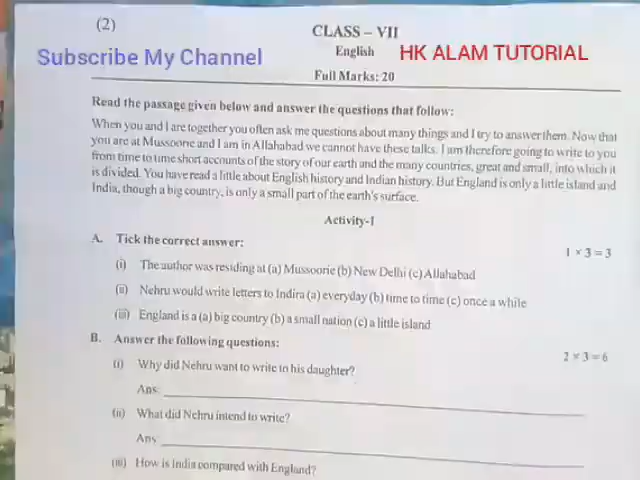 (2)
CLASS – VII
Subscribe My Channel
English
HK ALAM TUTORIAL
Full Marks: 20
Read the passage given below and answer the questions that follow:
When you and I are together you often ask me questions about many things and I try to answer them. Now that
you are at Mussoorie and I am in Allahabad we cannot have these talks. I am therefore going to write to you
from time to time short accounts of the story of our earth and the many countries, great and small, into which it
is divided. You have read a little about English history and Indian history. But England is only a little island and
India, though a big country, is only a small part of the earth's surface.
Activity-1
A. Tick the correct answer:
1 × 3 = 3
(i) The author was residing at (a) Mussoorie (b) New Delhi (c) Allahabad
(ii) Nehru would write letters to Indira (a) everyday (b) time to time (c) once a while
(iii) England is a (a) big country (b) a small nation (c) a little island
B. Answer the following questions:
2 × 3 = 6
(i) Why did Nehru want to write to his daughter?
Ans:
(ii) What did Nehru intend to write?
Ans
(iii) How is India compared with England?